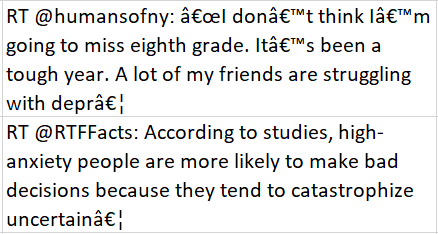 RT @humansofny: â€œI donâ€™t think Iâ€™m
going to miss eighth grade. Itâ€™s been a
tough year. A lot of my friends are struggling
with deprâ€¦
RT @RTFFacts: According to studies, high-
anxiety people are more likely to make bad
decisions because they tend to catastrophize
uncertainâ€¦